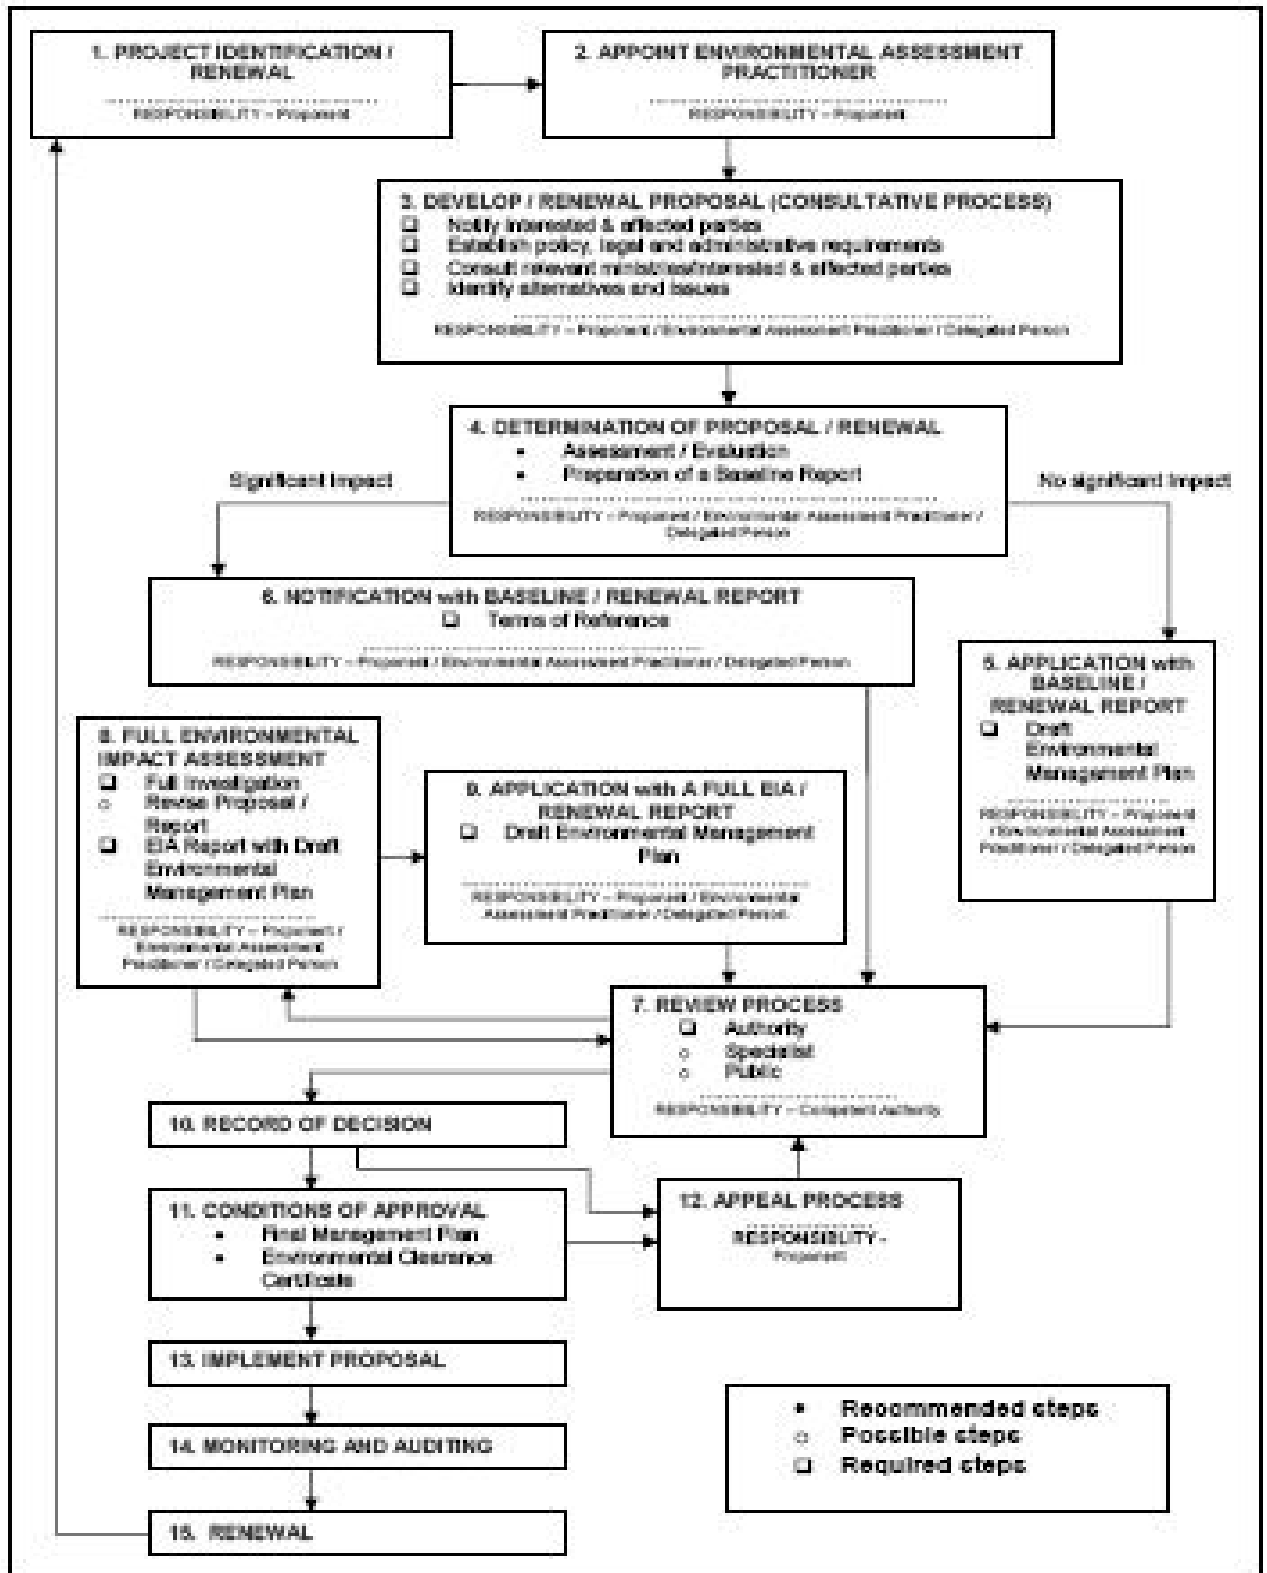 1. PROJECT IDENTIFICATION /
RENEWAL
RESPONSIBILITY – Proponent
2. APPOINT ENVIRONMENTAL ASSESSMENT
PRACTITIONER
RESPONSIBILITY – Proponent
3. DEVELOP / RENEWAL PROPOSAL (CONSULTATIVE PROCESS)
❑ Notify interested & affected parties
❑ Establish policy, legal and administrative requirements
❑ Consult relevant ministries/interested & affected parties
❑ Identify alternatives and issues
RESPONSIBILITY – Proponent / Environmental Assessment Practitioner / Delegated Person
4. DETERMINATION OF PROPOSAL / RENEWAL
• Assessment / Evaluation
• Preparation of a Baseline Report
RESPONSIBILITY – Proponent / Environmental Assessment Practitioner /
Delegated Person
Significant Impact
No significant Impact
6. NOTIFICATION with BASELINE / RENEWAL REPORT
❑ Terms of Reference
RESPONSIBILITY – Proponent / Environmental Assessment Practitioner / Delegated Person
5. APPLICATION with
BASELINE /
RENEWAL REPORT
❑ Draft
Environmental
Management Plan
RESPONSIBILITY – Proponent
/ Environmental Assessment
Practitioner / Delegated Person
8. FULL ENVIRONMENTAL
IMPACT ASSESSMENT
❑ Full Investigation
○ Revise Proposal /
Report
❑ EIA Report with Draft
Environmental
Management Plan
RESPONSIBILITY – Proponent /
Environmental Assessment
Practitioner / Delegated Person
9. APPLICATION with A FULL EIA /
RENEWAL REPORT
❑ Draft Environmental Management
Plan
RESPONSIBILITY – Proponent / Environmental
Assessment Practitioner / Delegated Person
7. REVIEW PROCESS
❑ Authority
○ Specialist
○ Public
RESPONSIBILITY – Competent Authority
10. RECORD OF DECISION
11. CONDITIONS OF APPROVAL
• Final Management Plan
• Environmental Clearance
Certificate
12. APPEAL PROCESS
RESPONSIBLITY -
Proponent
13. IMPLEMENT PROPOSAL
14. MONITORING AND AUDITING
15. RENEWAL
• Recommended steps
○ Possible steps
❑ Required steps